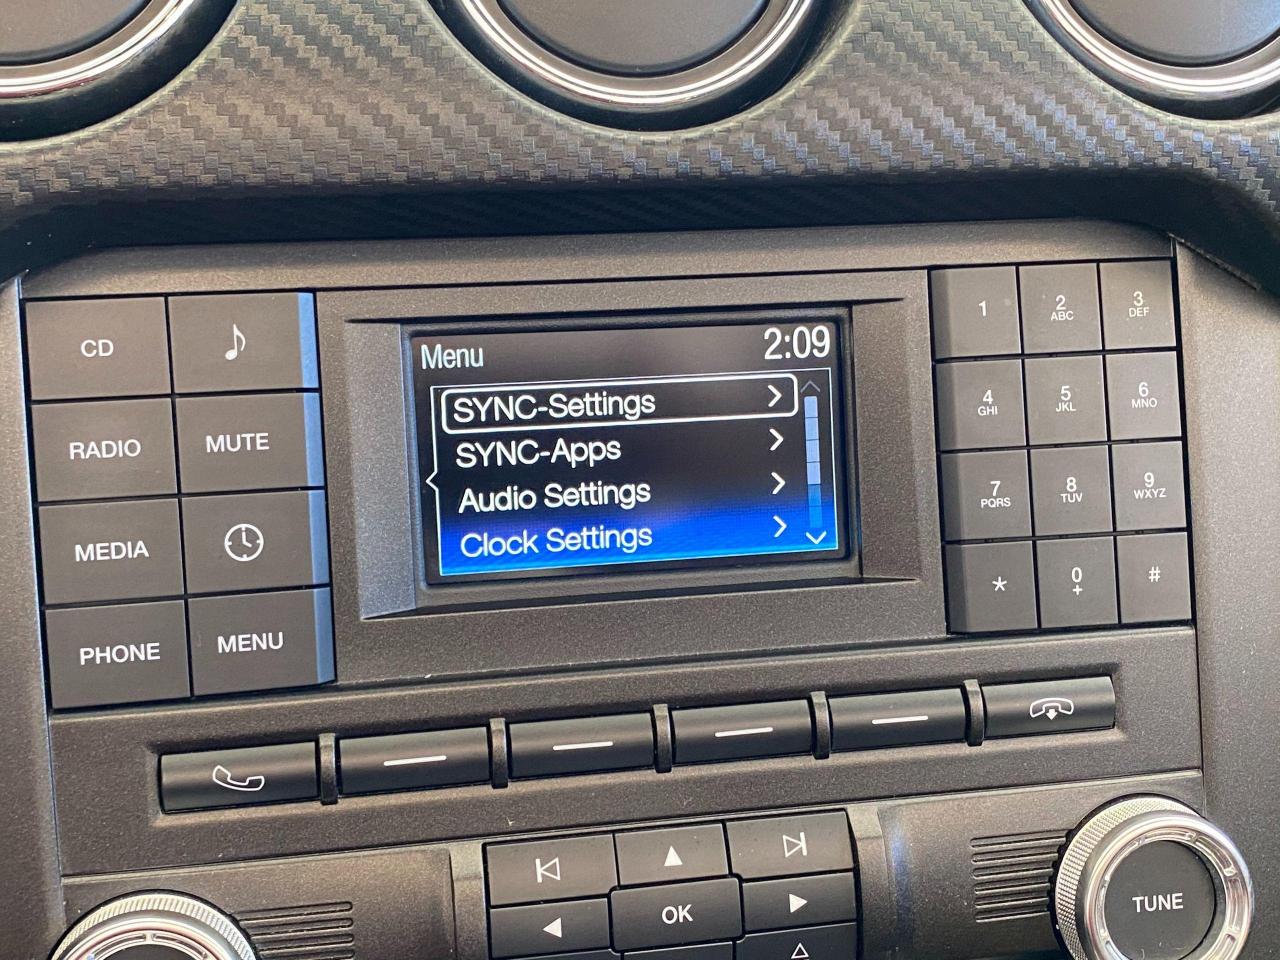 CD
RADIO
MUTE
MEDIA
PHONE
MENU
Menu
2:09
SYNC-Settings
SYNC-Apps
Audio Settings
Clock Settings
1
2
ABC
3
DEF
4
GHI
5
JKL
6
MNO
7
PQRS
8
TUV
9
WXYZ
*
0
+
#
OK
TUNE